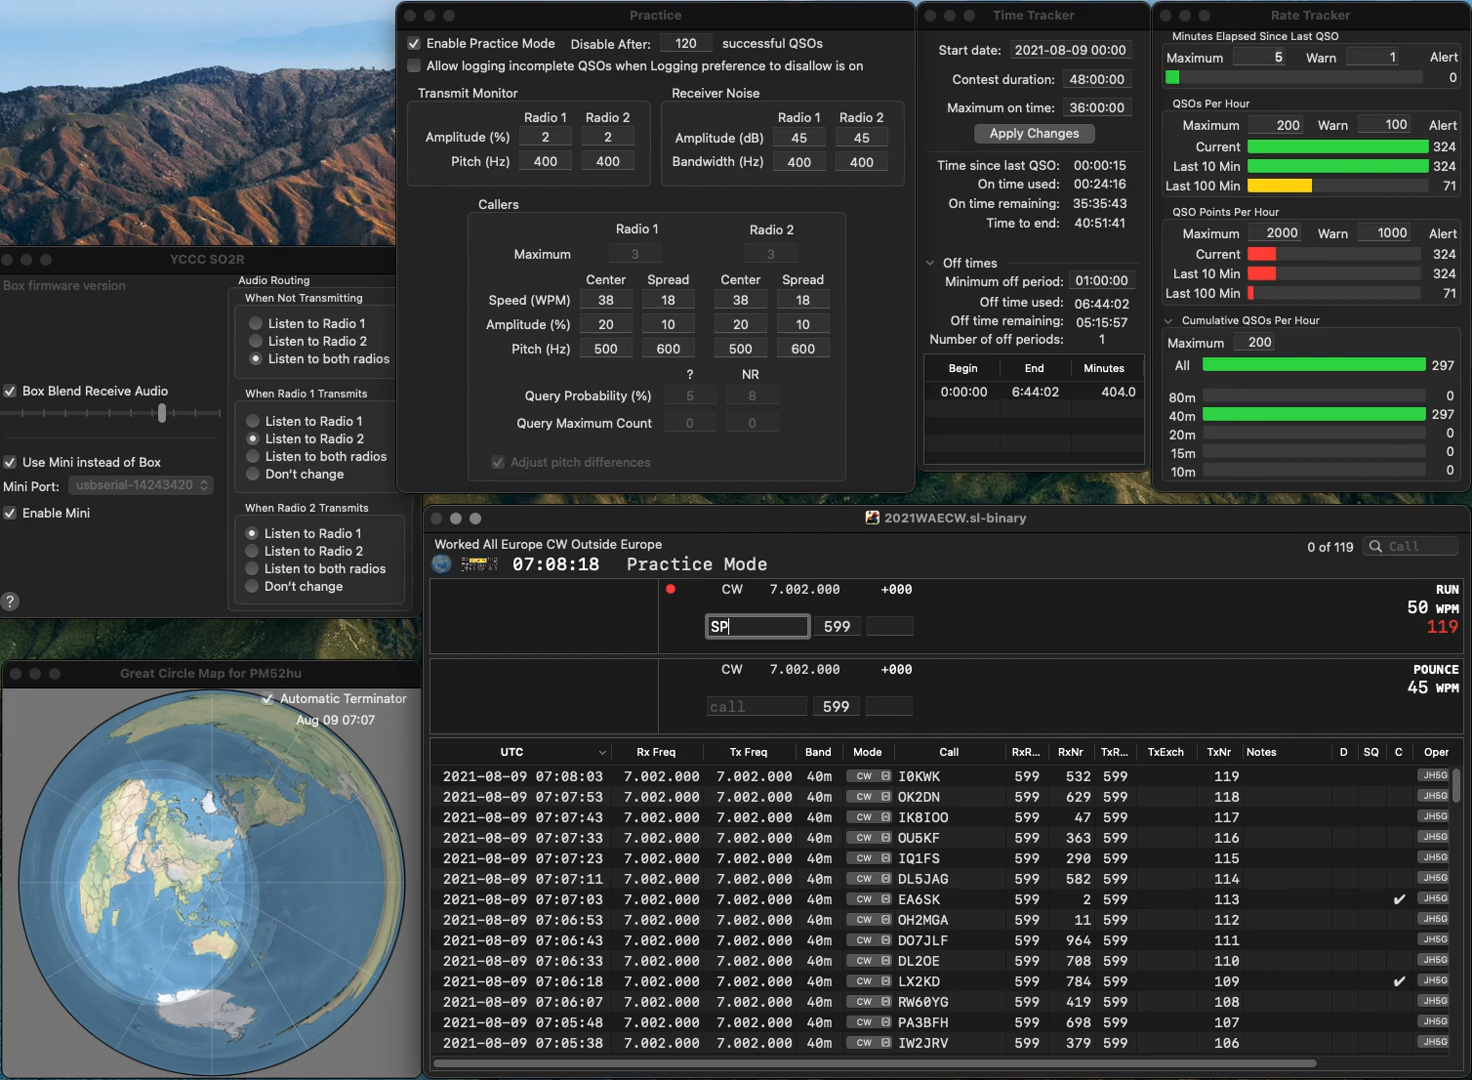 Practice
Enable Practice Mode Disable After: 120 successful QSOs
Allow logging incomplete QSOs when Logging preference to disallow is on
Transmit Monitor
Radio 1 Radio 2
Amplitude (%) 2 2
Pitch (Hz) 400 400
Receiver Noise
Radio 1 Radio 2
Amplitude (dB) 45 45
Bandwidth (Hz) 400 400
Callers
Radio 1 Radio 2
Maximum 3 3
Center Spread Center Spread
Speed (WPM) 38 18 38 18
Amplitude (%) 20 10 20 10
Pitch (Hz) 500 600 500 600
? NR
Query Probability (%) 5 8
Query Maximum Count 0 0
Adjust pitch differences
Time Tracker
Start date: 2021-08-09 00:00
Contest duration: 48:00:00
Maximum on time: 36:00:00
Apply Changes
Time since last QSO: 00:00:15
On time used: 00:24:16
On time remaining: 35:35:43
Time to end: 40:51:41
Off times
Minimum off period: 01:00:00
Off time used: 06:44:02
Off time remaining: 05:15:57
Number of off periods: 1
Begin End Minutes
0:00:00 6:44:02 404.0
Rate Tracker
Minutes Elapsed Since Last QSO
Maximum 5 Warn 1 Alert
0
QSOs Per Hour
Maximum 200 Warn 100 Alert
Current 324
Last 10 Min 324
Last 100 Min 71
QSO Points Per Hour
Maximum 2000 Warn 1000 Alert
Current 324
Last 10 Min 324
Last 100 Min 71
Cumulative QSOs Per Hour
Maximum 200
All 297
80m 0
40m 297
20m 0
15m 0
10m 0
YCCC SO2R
Box firmware version
Box Blend Receive Audio
Use Mini instead of Box
Mini Port: usbserial-14243420
Enable Mini
?
Audio Routing
When Not Transmitting
Listen to Radio 1
Listen to Radio 2
Listen to both radios
When Radio 1 Transmits
Listen to Radio 1
Listen to Radio 2
Listen to both radios
Don't change
When Radio 2 Transmits
Listen to Radio 1
Listen to Radio 2
Listen to both radios
Don't change
Great Circle Map for PM52hu
Automatic Terminator
Aug 09 07:07
2021WAECW.sl-binary
Worked All Europe CW Outside Europe
0 of 119 Call
07:08:18 Practice Mode
CW 7.002.000 +000 RUN
50 WPM
SP 599 119
CW 7.002.000 +000 POUNCE
45 WPM
call 599
UTC Rx Freq Tx Freq Band Mode Call RxR... RxNr TxR... TxExch TxNr Notes D SQ C Oper
2021-08-09 07:08:03 7.002.000 7.002.000 40m CW I0KWK 599 532 599 119 JH5G
2021-08-09 07:07:53 7.002.000 7.002.000 40m CW OK2DN 599 629 599 118 JH5G
2021-08-09 07:07:43 7.002.000 7.002.000 40m CW IK8IOO 599 47 599 117 JH5G
2021-08-09 07:07:33 7.002.000 7.002.000 40m CW OU5KF 599 363 599 116 JH5G
2021-08-09 07:07:23 7.002.000 7.002.000 40m CW IQ1FS 599 290 599 115 JH5G
2021-08-09 07:07:11 7.002.000 7.002.000 40m CW DL5JAG 599 582 599 114 JH5G
2021-08-09 07:07:03 7.002.000 7.002.000 40m CW EA6SK 599 2 599 113 ✔ JH5G
2021-08-09 07:06:53 7.002.000 7.002.000 40m CW OH2MGA 599 11 599 112 JH5G
2021-08-09 07:06:43 7.002.000 7.002.000 40m CW DO7JLF 599 964 599 111 JH5G
2021-08-09 07:06:33 7.002.000 7.002.000 40m CW DL2OE 599 708 599 110 JH5G
2021-08-09 07:06:18 7.002.000 7.002.000 40m CW LX2KD 599 784 599 109 ✔ JH5G
2021-08-09 07:06:07 7.002.000 7.002.000 40m CW RW60YG 599 419 599 108 JH5G
2021-08-09 07:05:48 7.002.000 7.002.000 40m CW PA3BFH 599 698 599 107 JH5G
2021-08-09 07:05:38 7.002.000 7.002.000 40m CW IW2JRV 599 379 599 106 JH5G